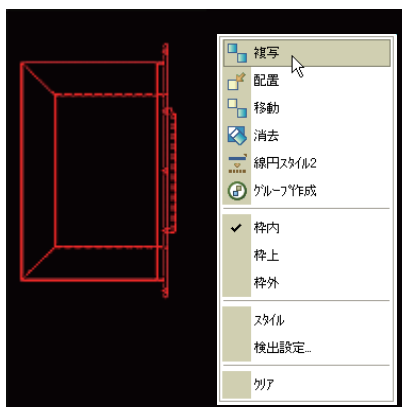 複写
配置
移動
消去
線円ｽﾀｲﾙ2
ｸﾞﾙｰﾌﾟ作成
枠内
枠上
枠外
ｽﾀｲﾙ
検出設定...
ｸﾘｱ